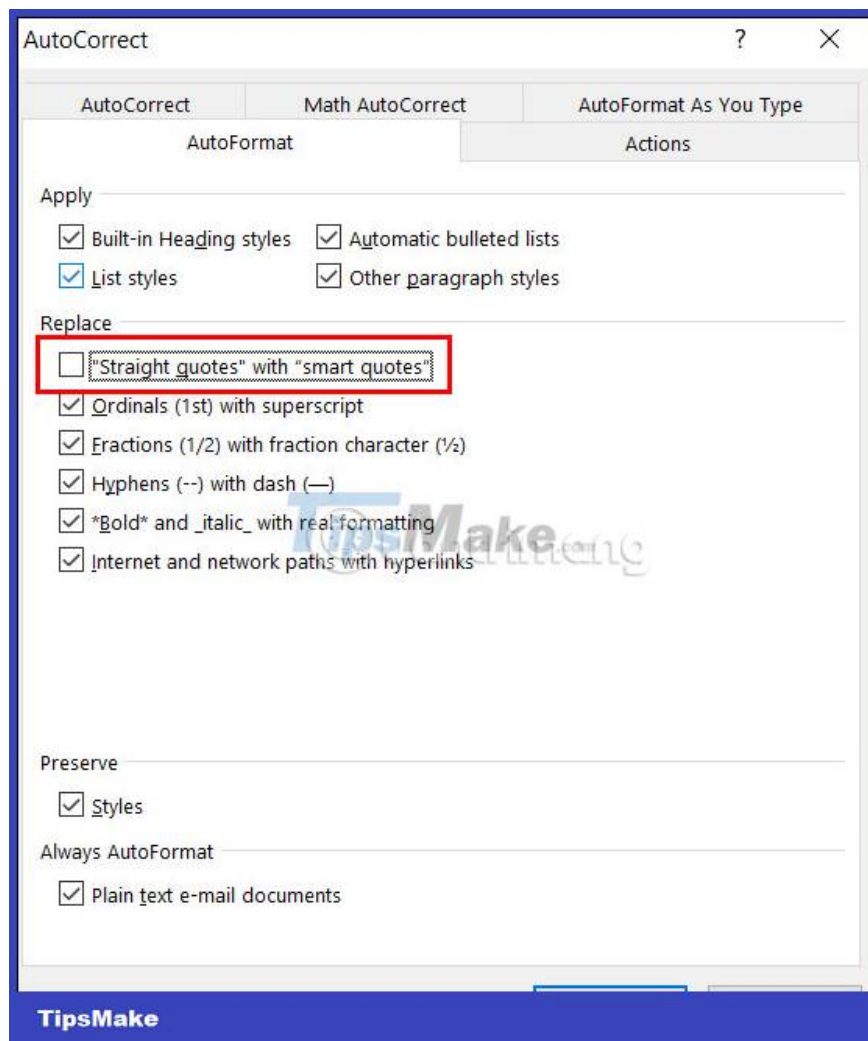 AutoCorrect ? ×
AutoCorrect Math AutoCorrect AutoFormat As You Type
AutoFormat Actions
Apply
Built-in Heading styles Automatic bulleted lists
List styles Other paragraph styles
Replace
"Straight quotes" with “smart quotes”
Ordinals (1st) with superscript
Fractions (1/2) with fraction character (½)
Hyphens (--) with dash (—)
*Bold* and _italic_ with real formatting
TipsMake.com
Internet and network paths with hyperlinks
Preserve
Styles
Always AutoFormat
Plain text e-mail documents
TipsMake